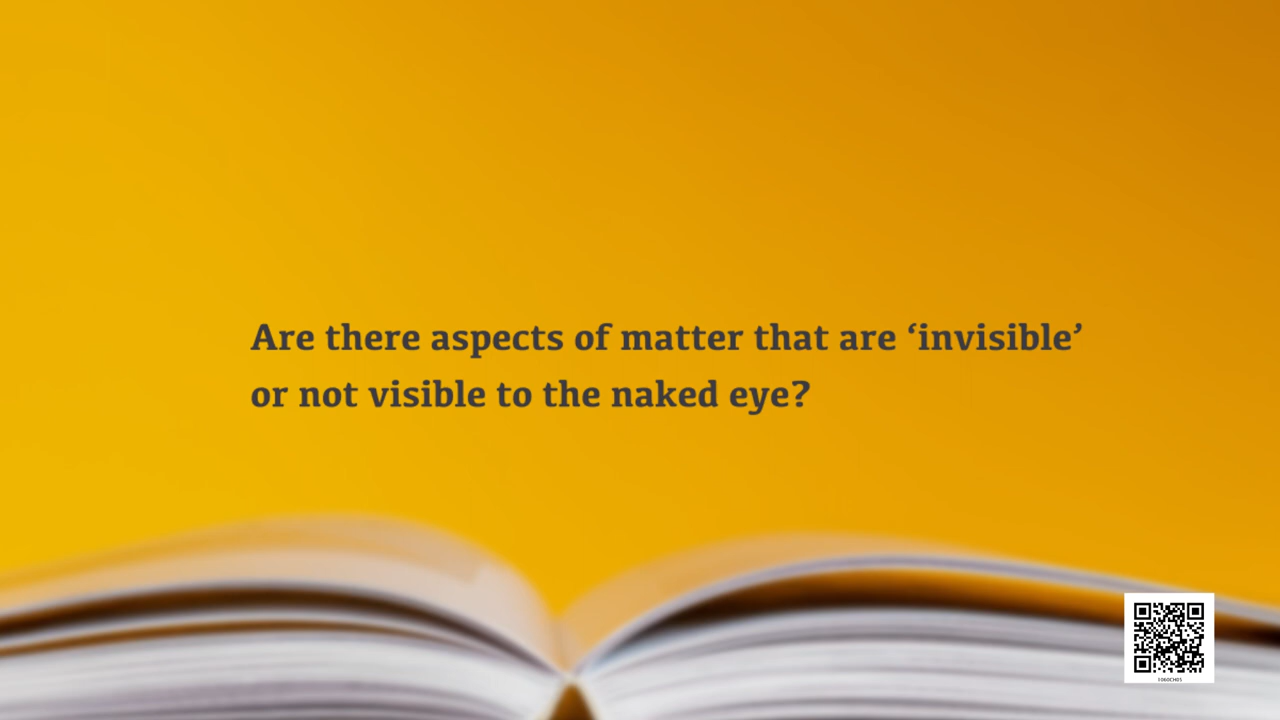 Are there aspects of matter that are ‘invisible’
or not visible to the naked eye?